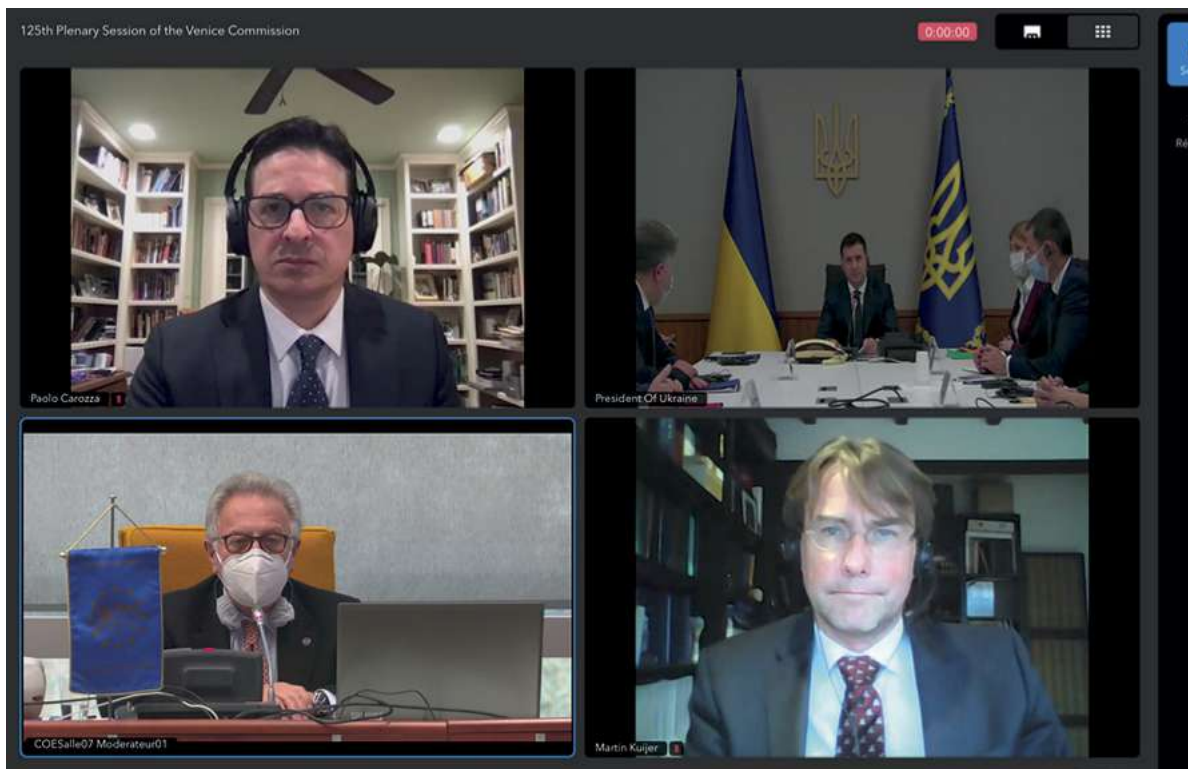 125th Plenary Session of the Venice Commission
0:00:00
Paolo Carozza
President Of Ukraine
COESalle07 Moderateur01
Martin Kuijer